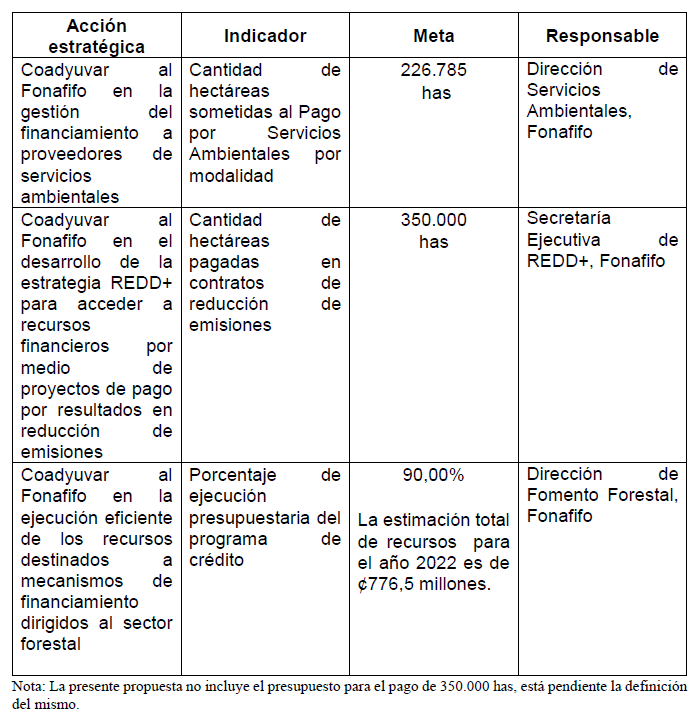 Acción estratégica
Indicador
Meta
Responsable
Coadyuvar al
Fonafifo en la
gestión del
financiamiento a
proveedores de
servicios
ambientales
Cantidad de
hectáreas
sometidas al Pago
por Servicios
Ambientales por
modalidad
226.785
has
Dirección de
Servicios
Ambientales,
Fonafifo
Coadyuvar al
Fonafifo en el
desarrollo de la
estrategia REDD+
para acceder a
recursos
financieros por
medio de
proyectos de pago
por resultados en
reducción de
emisiones
Cantidad de
hectáreas
pagadas en
contratos de
reducción de
emisiones
350.000
has
Secretaría
Ejecutiva de
REDD+, Fonafifo
Coadyuvar al
Fonafifo en la
ejecución eficiente
de los recursos
destinados a
mecanismos de
financiamiento
dirigidos al sector
forestal
Porcentaje de
ejecución
presupuestaria del
programa de
crédito
90,00%
La estimación total
de recursos para
el año 2022 es de
₡776,5 millones.
Dirección de
Fomento Forestal,
Fonafifo
Nota: La presente propuesta no incluye el presupuesto para el pago de 350.000 has, está pendiente la definición
del mismo.